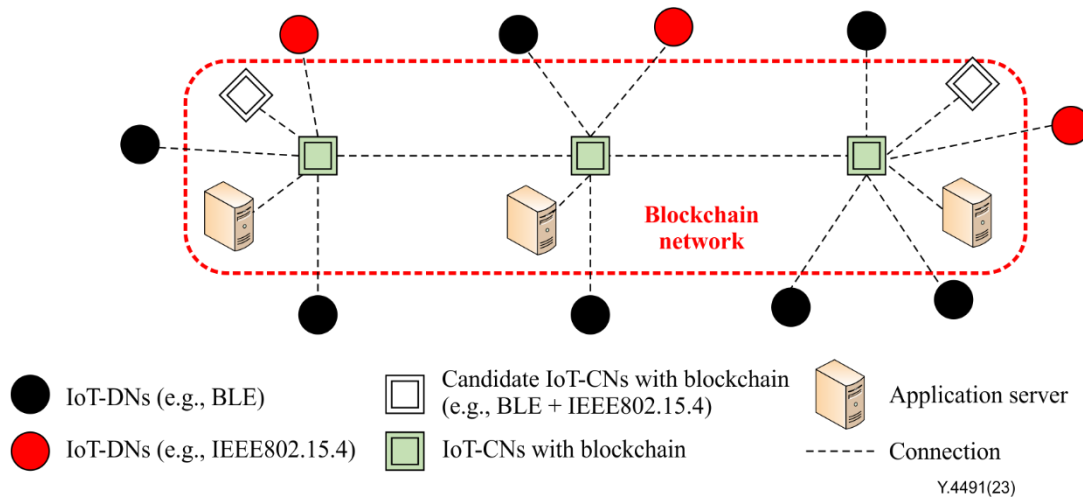 Blockchain
network
IoT-DNs (e.g., BLE)
Candidate IoT-CNs with blockchain
(e.g., BLE + IEEE802.15.4)
Application server
IoT-DNs (e.g., IEEE802.15.4)
IoT-CNs with blockchain
Connection
Y.4491(23)